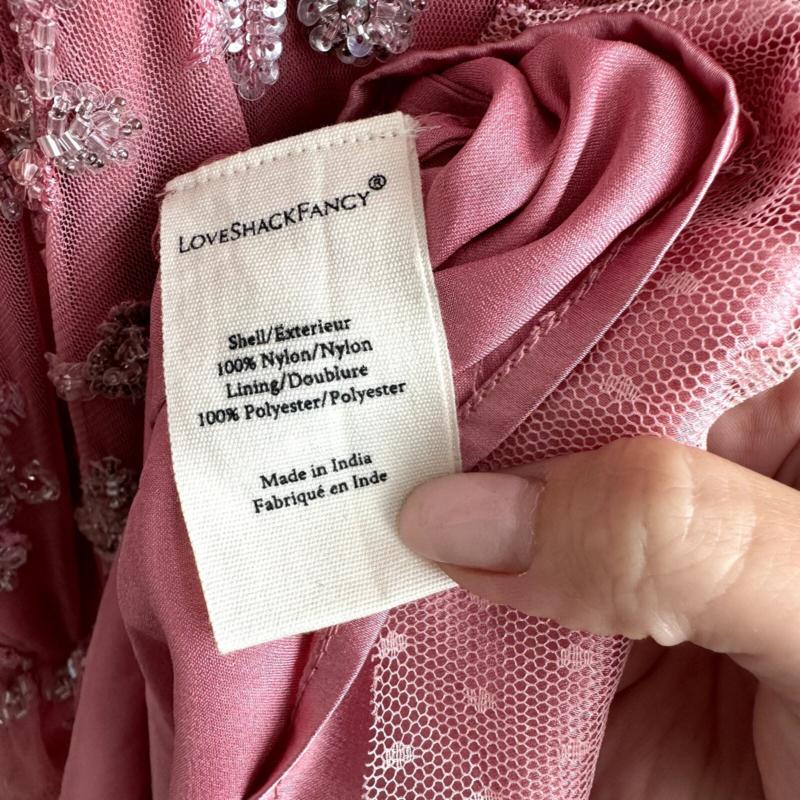 LOVESHACKFANCY®
Shell/Exterieur
100% Nylon/Nylon
Lining/Doublure
100% Polyester/Polyester
Made in India
Fabriqué en Inde